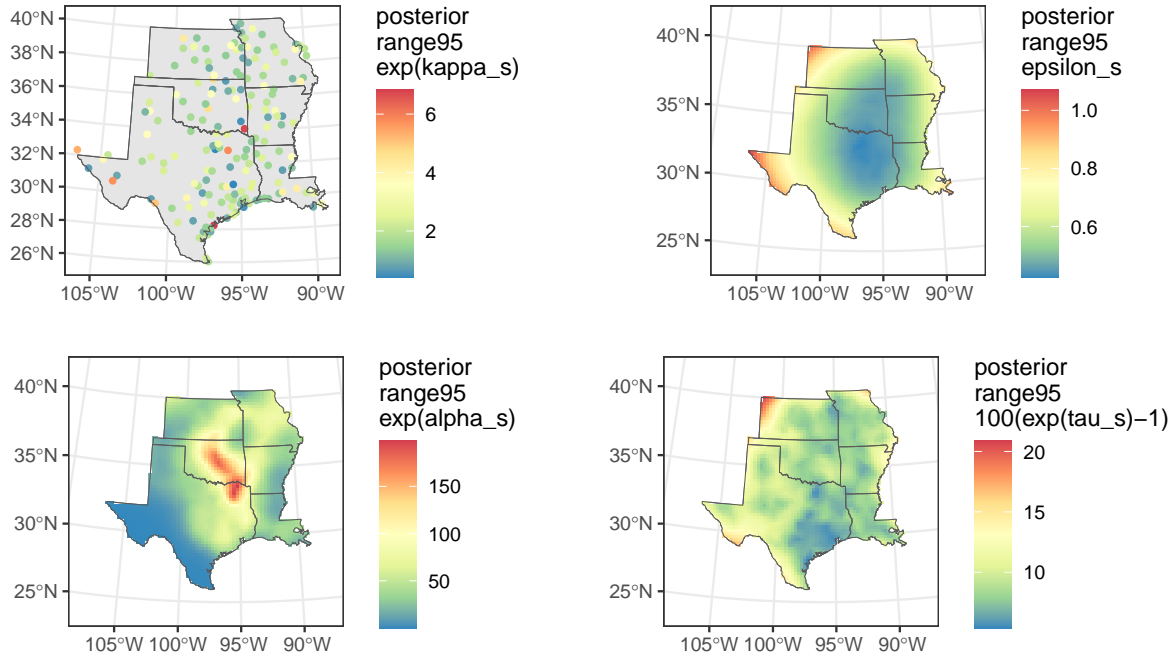 posterior
range95
exp(kappa_s)
40°N
38°N
36°N
34°N
32°N
30°N
28°N
26°N
6
4
2
105°W 100°W 95°W 90°W
posterior
range95
epsilon_s
40°N
35°N
30°N
25°N
1.0
0.8
0.6
105°W 100°W 95°W 90°W
posterior
range95
exp(alpha_s)
40°N
35°N
30°N
25°N
150
100
50
105°W 100°W 95°W 90°W
posterior
range95
100(exp(tau_s)−1)
40°N
35°N
30°N
25°N
20
15
10
105°W 100°W 95°W 90°W